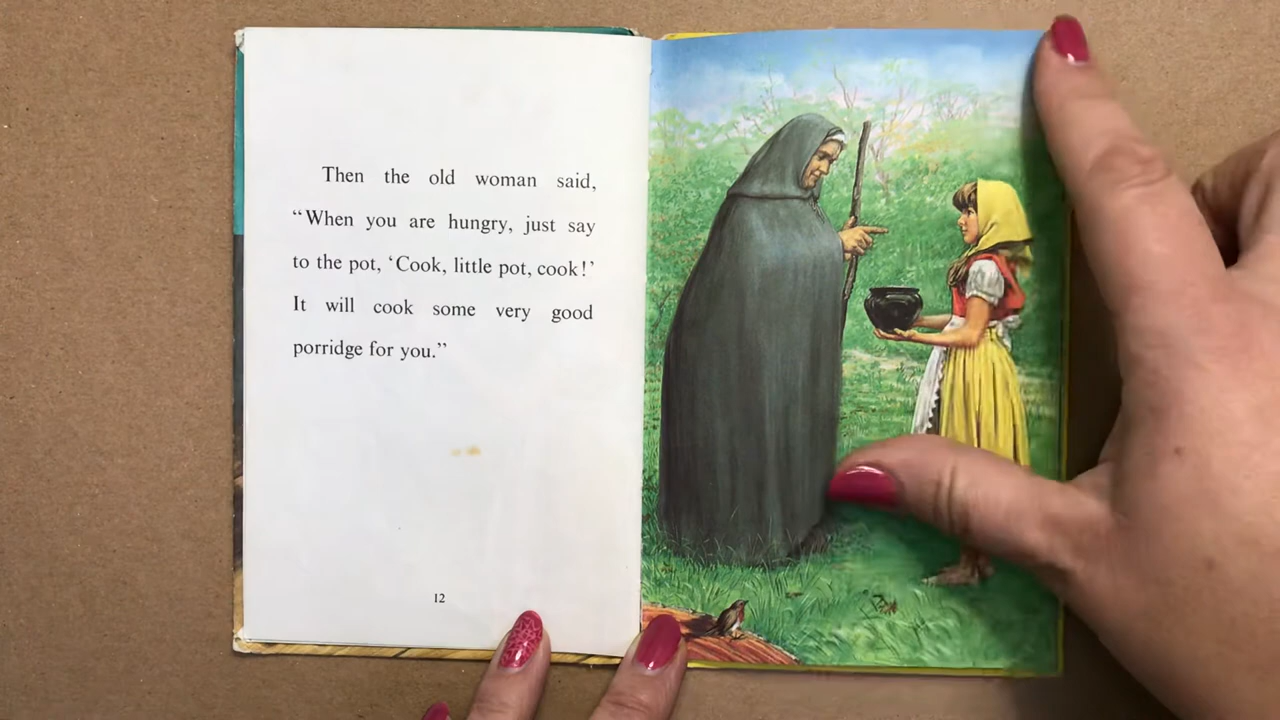 Then the old woman said,
“When you are hungry, just say
to the pot, ‘Cook, little pot, cook!’
It will cook some very good
porridge for you.”
12